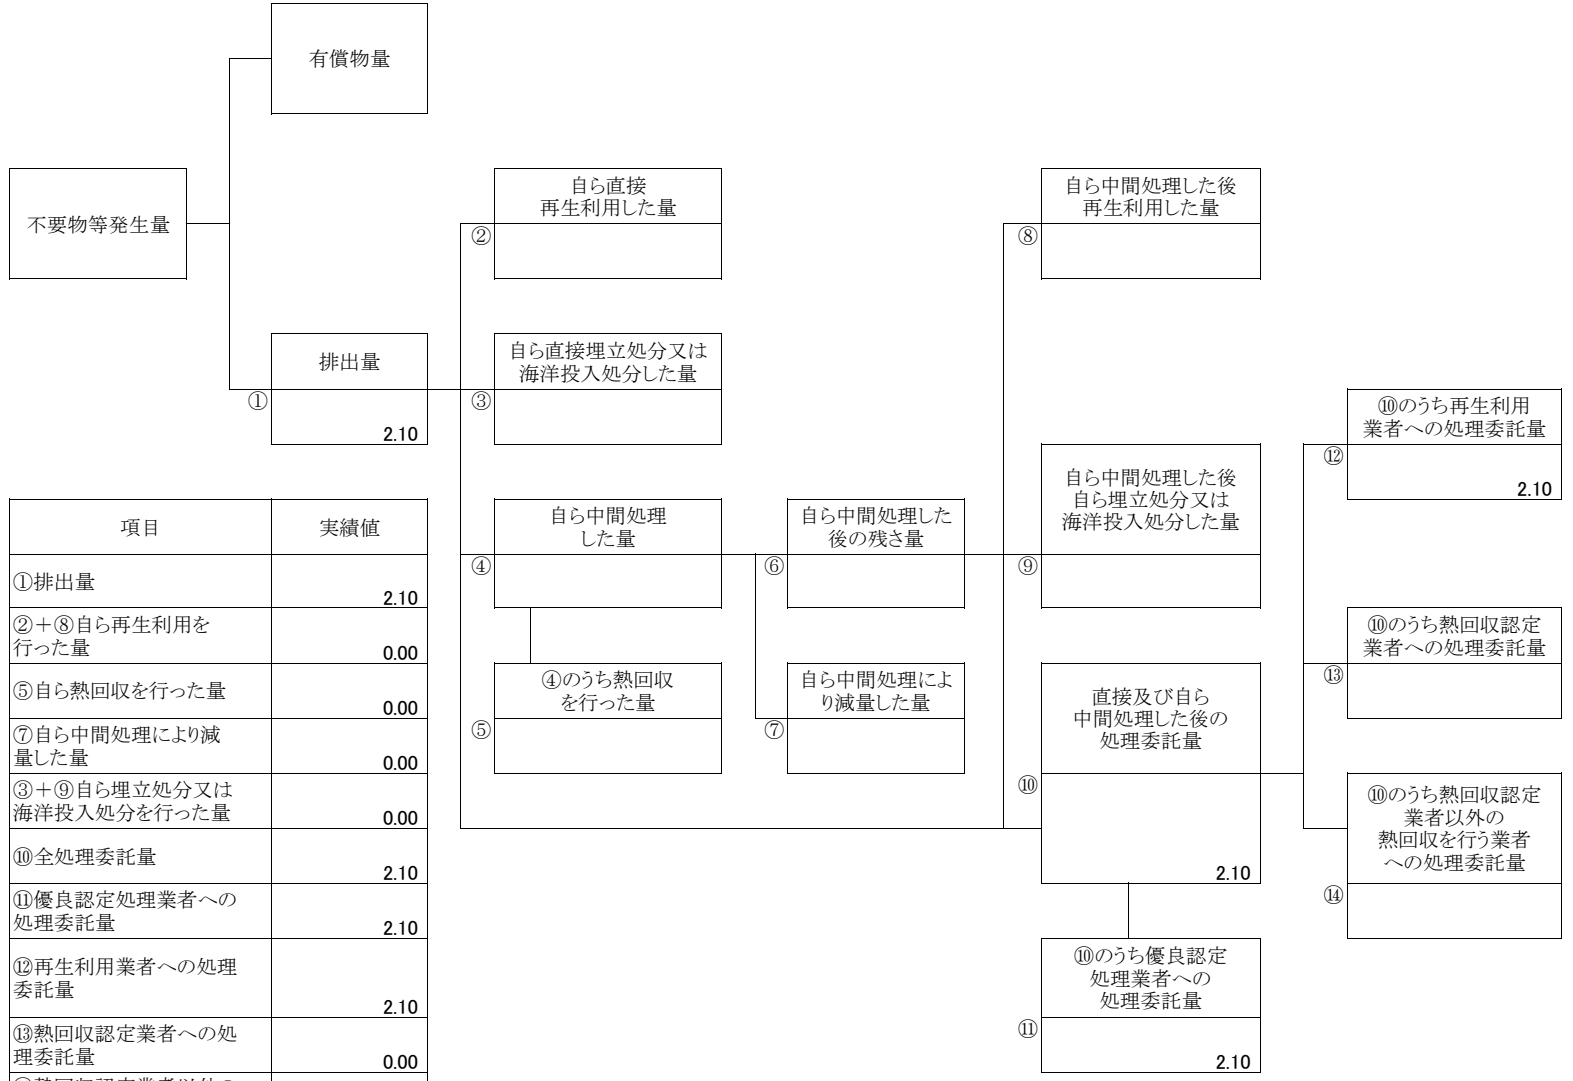 有償物量
不要物等発生量
自ら直接
再生利用した量
②
自ら中間処理した後
再生利用した量
⑧
排出量
①
2.10
自ら直接埋立処分又は
海洋投入処分した量
③
⑩のうち再生利用
業者への処理委託量
⑫
2.10
自ら中間処理
した量
④
自ら中間処理した
後の残さ量
⑥
自ら中間処理した後
自ら埋立処分又は
海洋投入処分した量
⑨
⑩のうち熱回収認定
業者への処理委託量
⑬
④のうち熱回収
を行った量
⑤
自ら中間処理によ
り減量した量
⑦
直接及び自ら
中間処理した後の
処理委託量
⑩
2.10
⑩のうち熱回収認定
業者以外の
熱回収を行う業者
への処理委託量
⑭
⑩のうち優良認定
処理業者への
処理委託量
⑪
2.10
項目
実績値
①排出量
2.10
②＋⑧自ら再生利用を
行った量
0.00
⑤自ら熱回収を行った量
0.00
⑦自ら中間処理により減
量した量
0.00
③＋⑨自ら埋立処分又は
海洋投入処分を行った量
0.00
⑩全処理委託量
2.10
⑪優良認定処理業者への
処理委託量
2.10
⑫再生利用業者への処理
委託量
2.10
⑬熱回収認定業者への処
理委託量
0.00